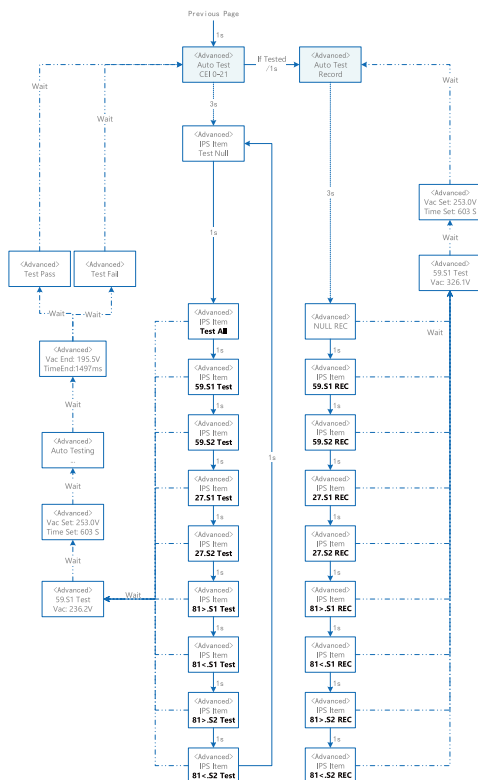 Previous Page
1s
<Advanced>
Auto Test
CEI.0-21
If Tested
/1s
<Advanced>
Auto Test
Record
Wait
Wait
Wait
3s
<Advanced>
IPS Item
Test Null
3s
1s
<Advanced>
Vac Set: 253.0V
Time Set: 603 S
Wait
<Advanced>
Test Pass
<Advanced>
Test Fail
<Advanced>
59.S1 Test
Vac: 326.1V
Wait
Wait
Wait
<Advanced>
IPS Item
Test All
<Advanced>
NULL REC
<Advanced>
Vac End: 195.5V
TimeEnd:1497ms
1s
1s
<Advanced>
IPS Item
59.S1 Test
<Advanced>
IPS Item
59.S1 REC
Wait
1s
1s
<Advanced>
Auto Testing
...
<Advanced>
IPS Item
59.S2 Test
<Advanced>
IPS Item
59.S2 REC
1s
1s
1s
Wait
<Advanced>
IPS Item
27.S1 Test
<Advanced>
IPS Item
27.S1 REC
<Advanced>
Vac Set: 253.0V
Time Set: 603 S
1s
1s
<Advanced>
IPS Item
27.S2 Test
<Advanced>
IPS Item
27.S2 REC
Wait
1s
1s
<Advanced>
59.S1 Test
Vac: 236.2V
Wait
<Advanced>
IPS Item
81>.S1 Test
<Advanced>
IPS Item
81>.S1 REC
1s
1s
<Advanced>
IPS Item
81<.S1 Test
<Advanced>
IPS Item
81<.S1 REC
1s
1s
<Advanced>
IPS Item
81>.S2 Test
<Advanced>
IPS Item
81>.S2 REC
1s
1s
<Advanced>
IPS Item
81<.S2 Test
<Advanced>
IPS Item
81<.S2 REC